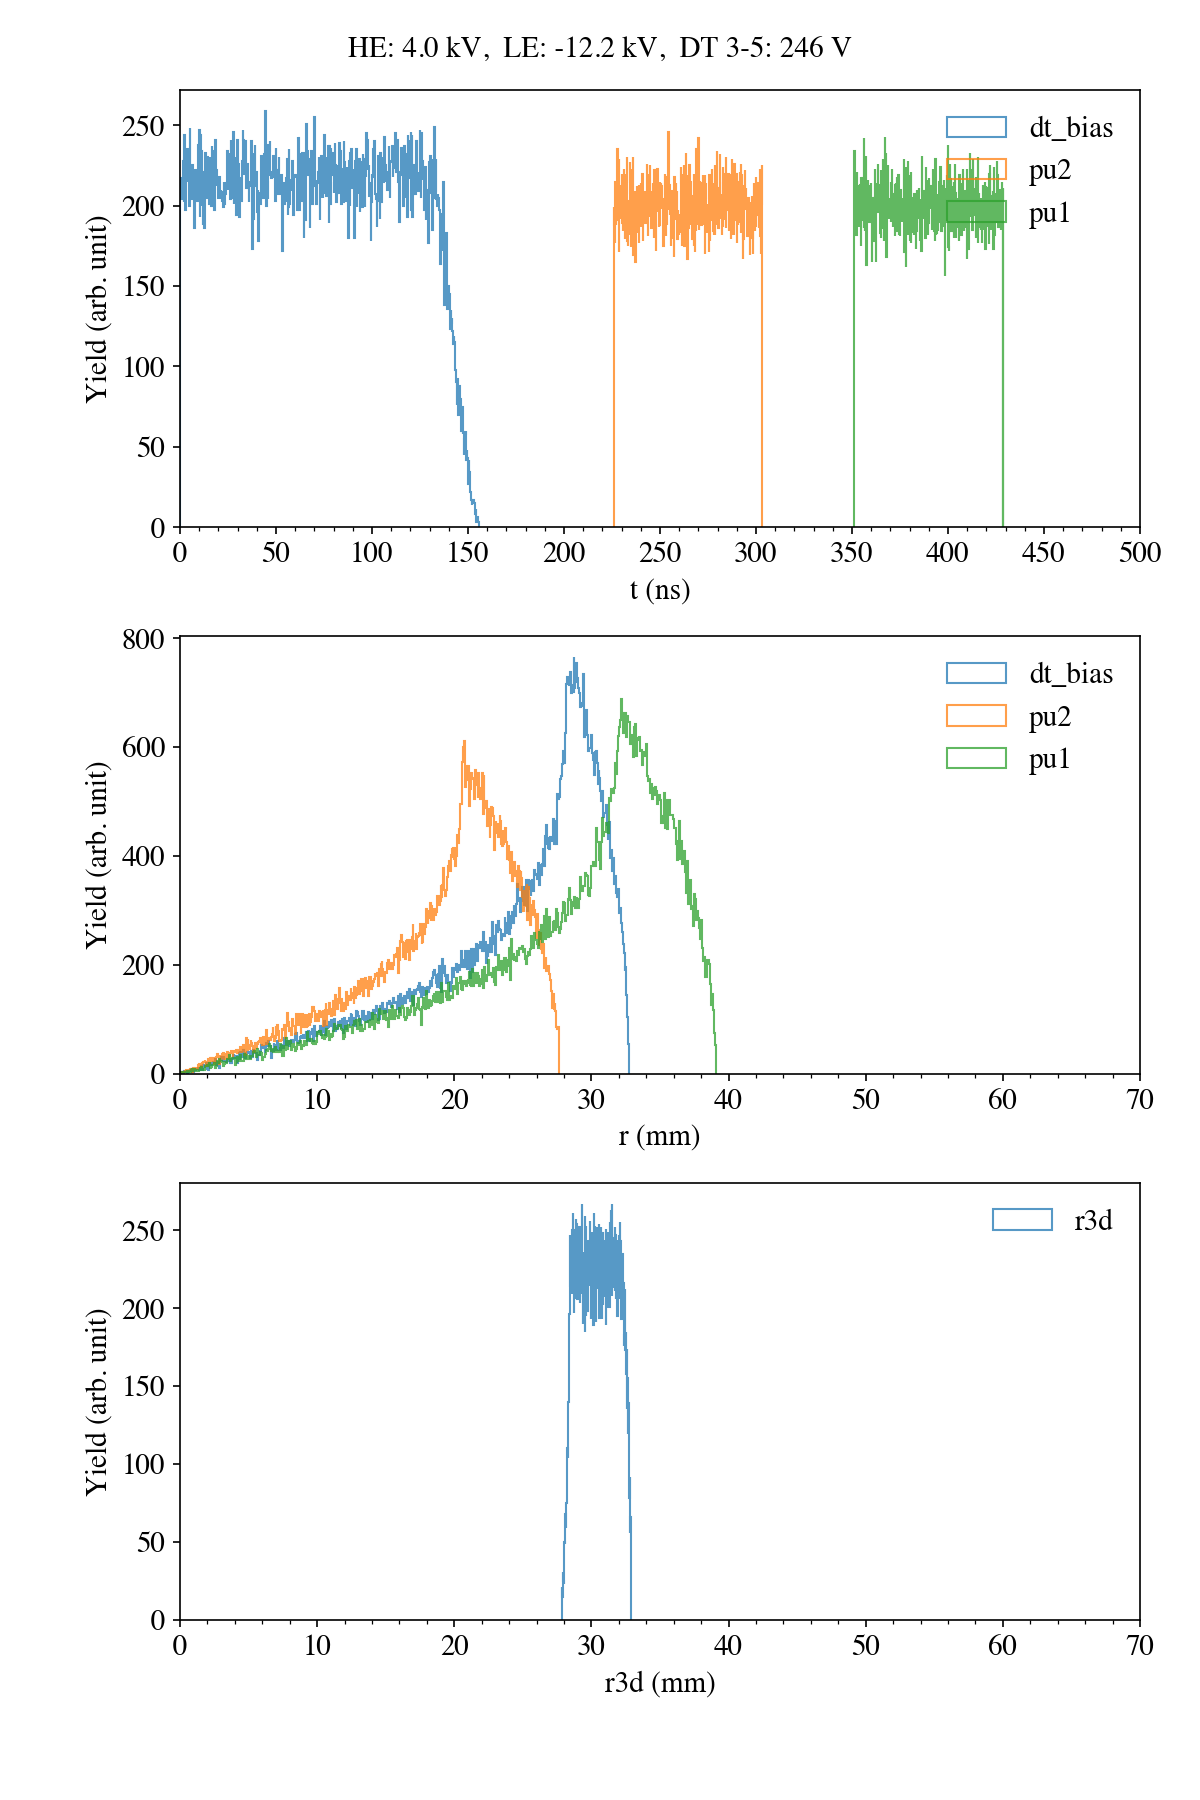 HE: 4.0 kV,  LE: -12.2 kV,  DT 3-5: 246 V
250
200
150
100
50
0
Yield (arb. unit)
dt_bias
pu2
pu1
0 50 100 150 200 250 300 350 400 450 500
t (ns)
800
600
400
200
0
Yield (arb. unit)
dt_bias
pu2
pu1
0 10 20 30 40 50 60 70
r (mm)
250
200
150
100
50
0
Yield (arb. unit)
r3d
0 10 20 30 40 50 60 70
r3d (mm)